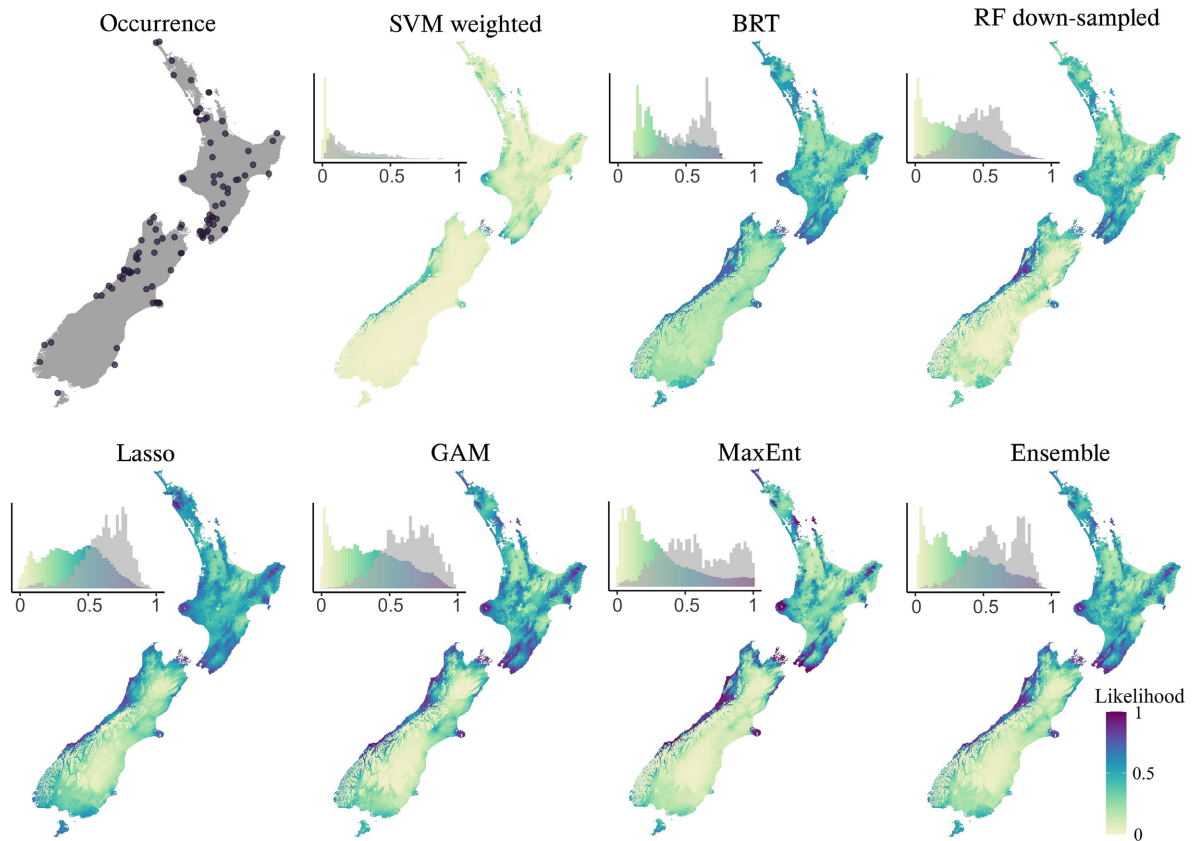 Occurrence
SVM weighted
BRT
RF down-sampled
0 0.5 1
0 0.5 1
0 0.5 1
Lasso
GAM
MaxEnt
Ensemble
0 0.5 1
0 0.5 1
0 0.5 1
0 0.5 1
Likelihood
1
0.5
0